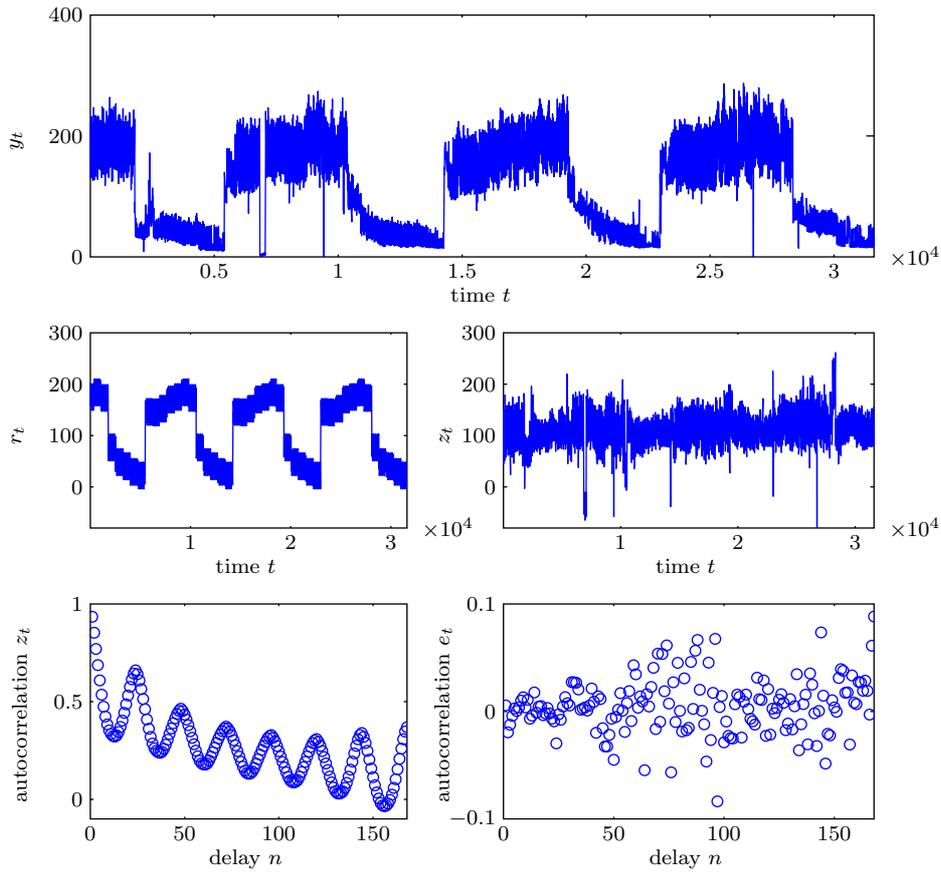 400
200
0
y_t
0.5 1 1.5 2 2.5 3 ×10^4
time t
300
200
100
0
r_t
1 2 3 ×10^4
time t
300
200
100
0
z_t
1 2 3 ×10^4
time t
1
0.5
0
autocorrelation z_t
0 50 100 150
delay n
0.1
0
−0.1
autocorrelation e_t
0 50 100 150
delay n